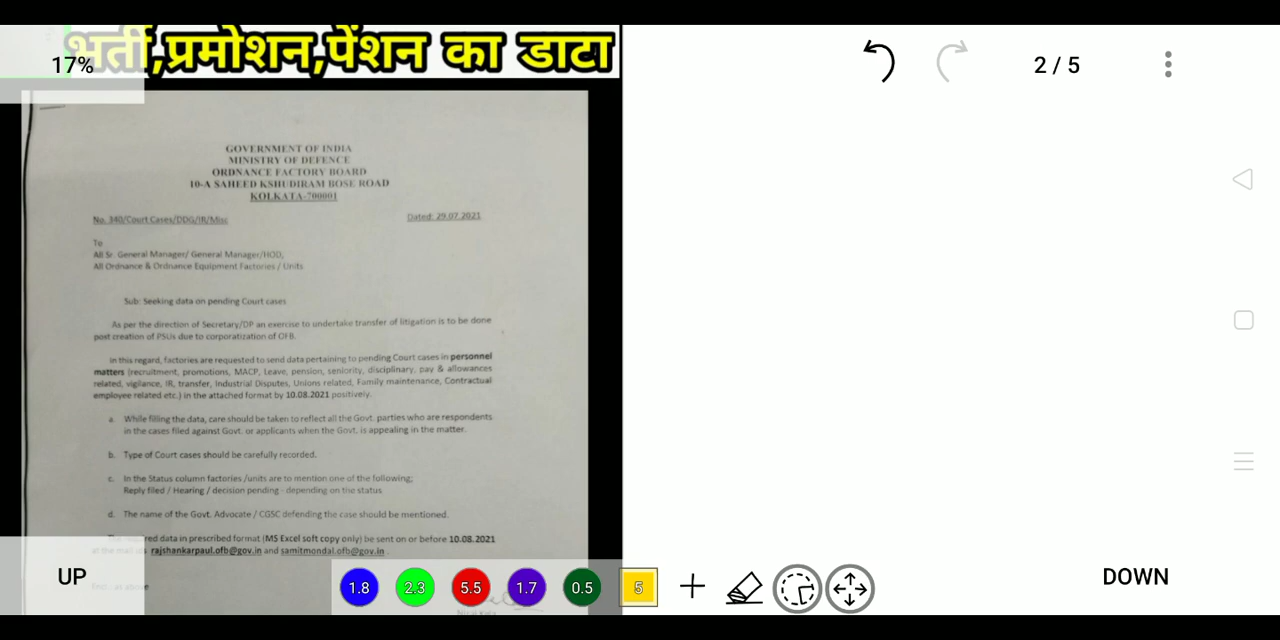 भर्ती,प्रमोशन,पेंशन का डाटा
17%
2 / 5
GOVERNMENT OF INDIA
MINISTRY OF DEFENCE
ORDNANCE FACTORY BOARD
10-A SAHEED KSHUDIRAM BOSE ROAD
KOLKATA-700001
No. 340/Court Cases/DDG/IR/Misc
Dated: 29.07.2021
To
All Sr. General Manager/ General Manager/HOD,
All Ordnance & Ordnance Equipment Factories / Units
Sub: Seeking data on pending Court cases
As per the direction of Secretary/DP an exercise to undertake transfer of litigation is to be done
post creation of PSUs due to corporatization of OFB.
In this regard, factories are requested to send data pertaining to pending Court cases in personnel
matters (recruitment, promotions, MACP, Leave, pension, seniority, disciplinary, pay & allowances
related, vigilance, IR, transfer, Industrial Disputes, Unions related, Family maintenance, Contractual
employee related etc.) in the attached format by 10.08.2021 positively.
a. While filling the data, care should be taken to reflect all the Govt. parties who are respondents
in the cases filed against Govt. or applicants when the Govt. is appealing in the matter.
b. Type of Court cases should be carefully recorded.
c. In the Status column factories /units are to mention one of the following;
Reply filed / Hearing / decision pending - depending on the status
d. The name of the Govt. Advocate / CGSC defending the case should be mentioned.
The required data in prescribed format (MS Excel soft copy only) be sent on or before 10.08.2021
at the mail ids rajshankarpaul.ofb@gov.in and samitmondal.ofb@gov.in .
Encl: as above
UP
1.8
2.3
5.5
1.7
0.5
5
DOWN